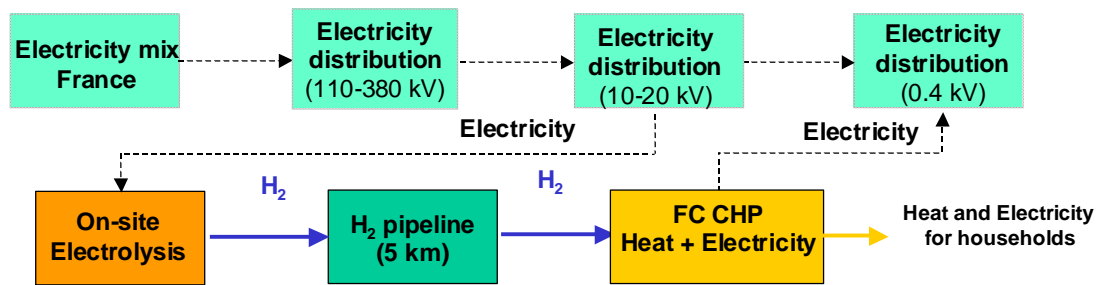 Electricity mix
France
Electricity
distribution
(110-380 kV)
Electricity
distribution
(10-20 kV)
Electricity
distribution
(0.4 kV)
Electricity
Electricity
H₂
H₂
On-site
Electrolysis
H₂ pipeline
(5 km)
FC CHP
Heat + Electricity
Heat and Electricity
for households